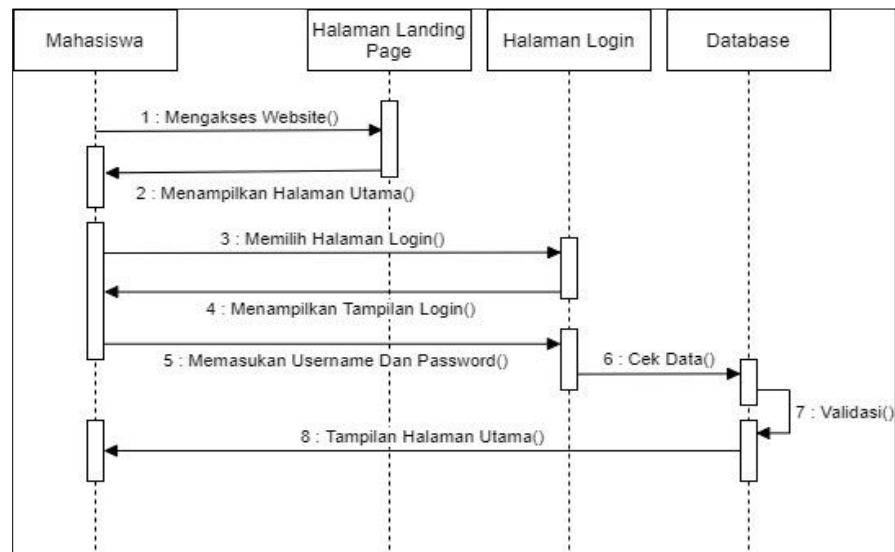 Mahasiswa
Halaman Landing
Page
Halaman Login
Database
1 : Mengakses Website()
2 : Menampilkan Halaman Utama()
3 : Memilih Halaman Login()
4 : Menampilkan Tampilan Login()
5 : Memasukan Username Dan Password()
6 : Cek Data()
7 : Validasi()
8 : Tampilan Halaman Utama()